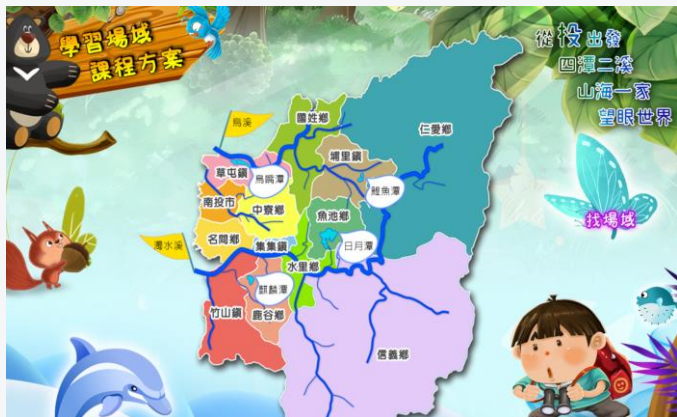 學習場域
課程方案
從投出發
四潭二溪
山海一家
望眼世界
烏溪
國姓鄉
仁愛鄉
埔里鎮
草屯鎮
烏嘴潭
鯉魚潭
南投市
中寮鄉
魚池鄉
找場域
名間鄉
集集鎮
日月潭
濁水溪
水里鄉
麒麟潭
竹山鎮
鹿谷鄉
信義鄉